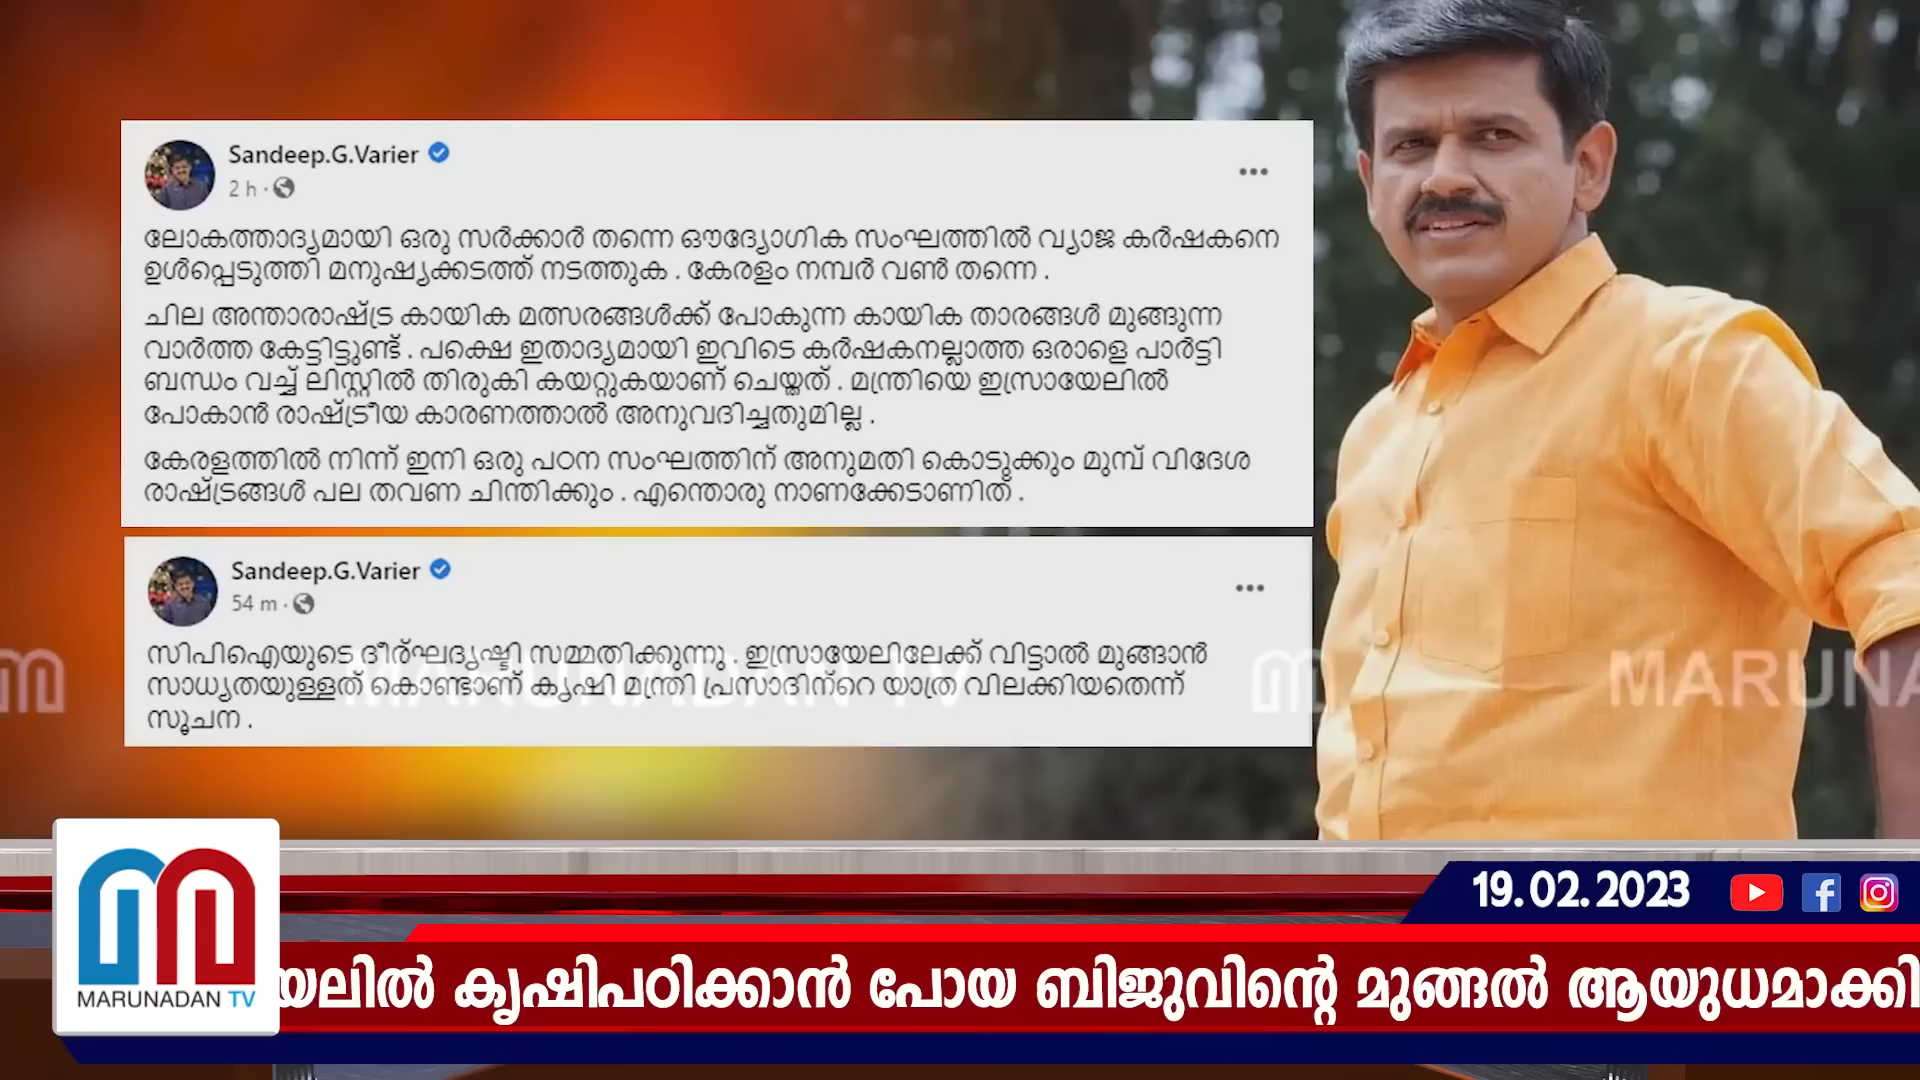 Sandeep.G.Varier
2 h
ലോകത്താദ്യമായി ഒരു സർക്കാർ തന്നെ ഔദ്യോഗിക സംഘത്തിൽ വ്യാജ കർഷകനെ
ഉൾപ്പെടുത്തി മനുഷ്യക്കടത്ത് നടത്തുക . കേരളം നമ്പർ വൺ തന്നെ .
ചില അന്താരാഷ്ട്ര കായിക മത്സരങ്ങൾക്ക് പോകുന്ന കായിക താരങ്ങൾ മുങ്ങുന്ന
വാർത്ത കേട്ടിട്ടുണ്ട് . പക്ഷെ ഇതാദ്യമായി ഇവിടെ കർഷകനല്ലാത്ത ഒരാളെ പാർട്ടി
ബന്ധം വച്ച് ലിസ്റ്റിൽ തിരുകി കയറ്റുകയാണ് ചെയ്തത് . മന്ത്രിയെ ഇസ്രായേലിൽ
പോകാൻ രാഷ്ട്രീയ കാരണത്താൽ അനുവദിച്ചതുമില്ല .
കേരളത്തിൽ നിന്ന് ഇനി ഒരു പഠന സംഘത്തിന് അനുമതി കൊടുക്കും മുമ്പ് വിദേശ
രാഷ്ട്രങ്ങൾ പല തവണ ചിന്തിക്കും . എന്തൊരു നാണക്കേടാണിത് .
Sandeep.G.Varier
54 m
സിപിഐയുടെ ദീർഘദൃഷ്ടി സമ്മതിക്കുന്നു . ഇസ്രായേലിലേക്ക് വിട്ടാൽ മുങ്ങാൻ
സാധ്യതയുള്ളത് കൊണ്ടാണ് കൃഷി മന്ത്രി പ്രസാദിന്റെ യാത്ര വിലക്കിയതെന്ന്
സൂചന .
MARUNADAN TV
MARUNA
19.02.2023
MARUNADAN TV
യലിൽ കൃഷിപഠിക്കാൻ പോയ ബിജുവിന്റെ മുങ്ങൽ ആയുധമാക്കി